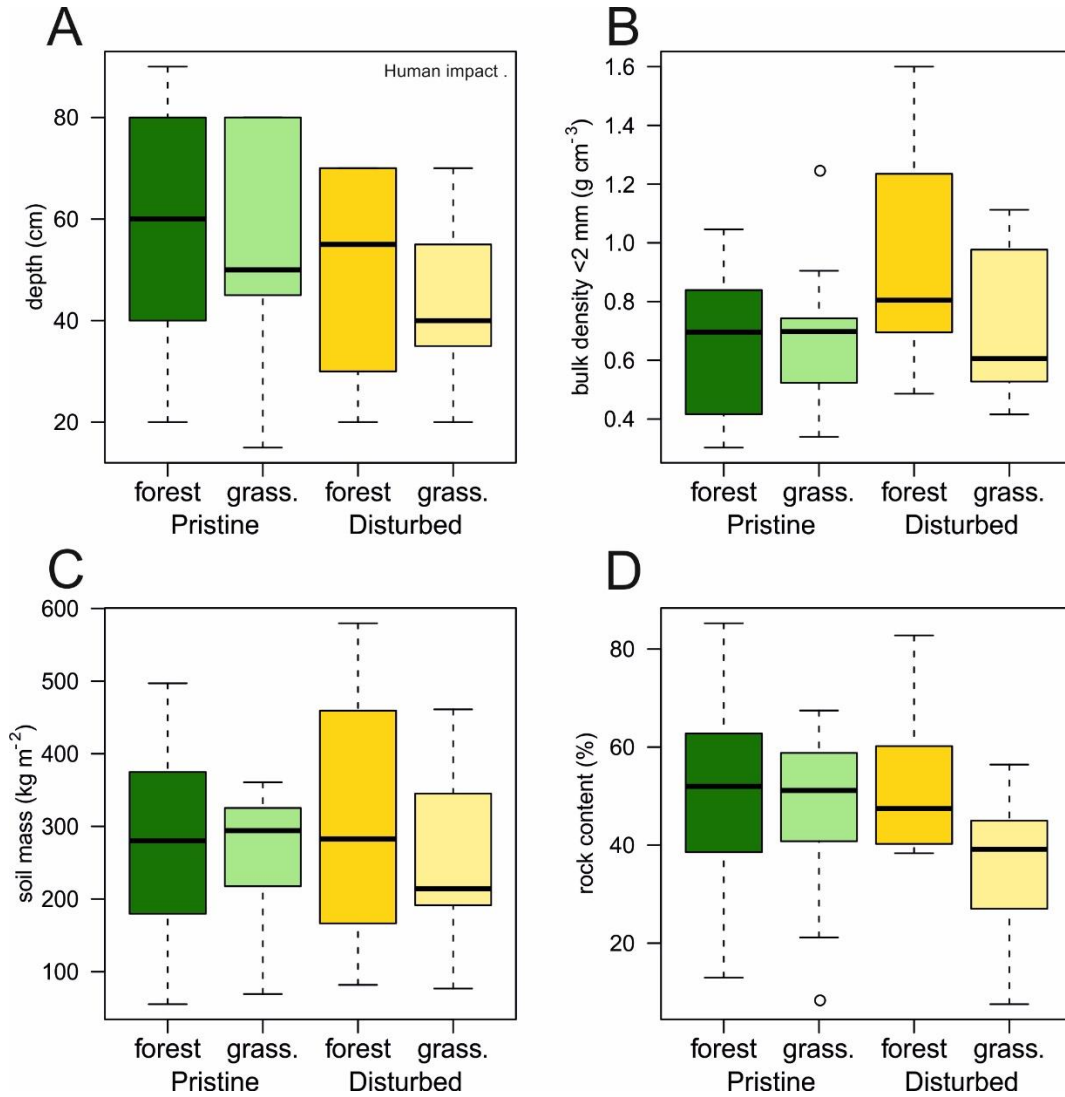 A
Human impact .
depth (cm)
80
60
40
20
forest grass. forest grass.
Pristine Disturbed
B
bulk density <2 mm (g cm⁻³)
1.6
1.4
1.2
1.0
0.8
0.6
0.4
forest grass. forest grass.
Pristine Disturbed
C
soil mass (kg m⁻²)
600
500
400
300
200
100
forest grass. forest grass.
Pristine Disturbed
D
rock content (%)
80
60
40
20
forest grass. forest grass.
Pristine Disturbed